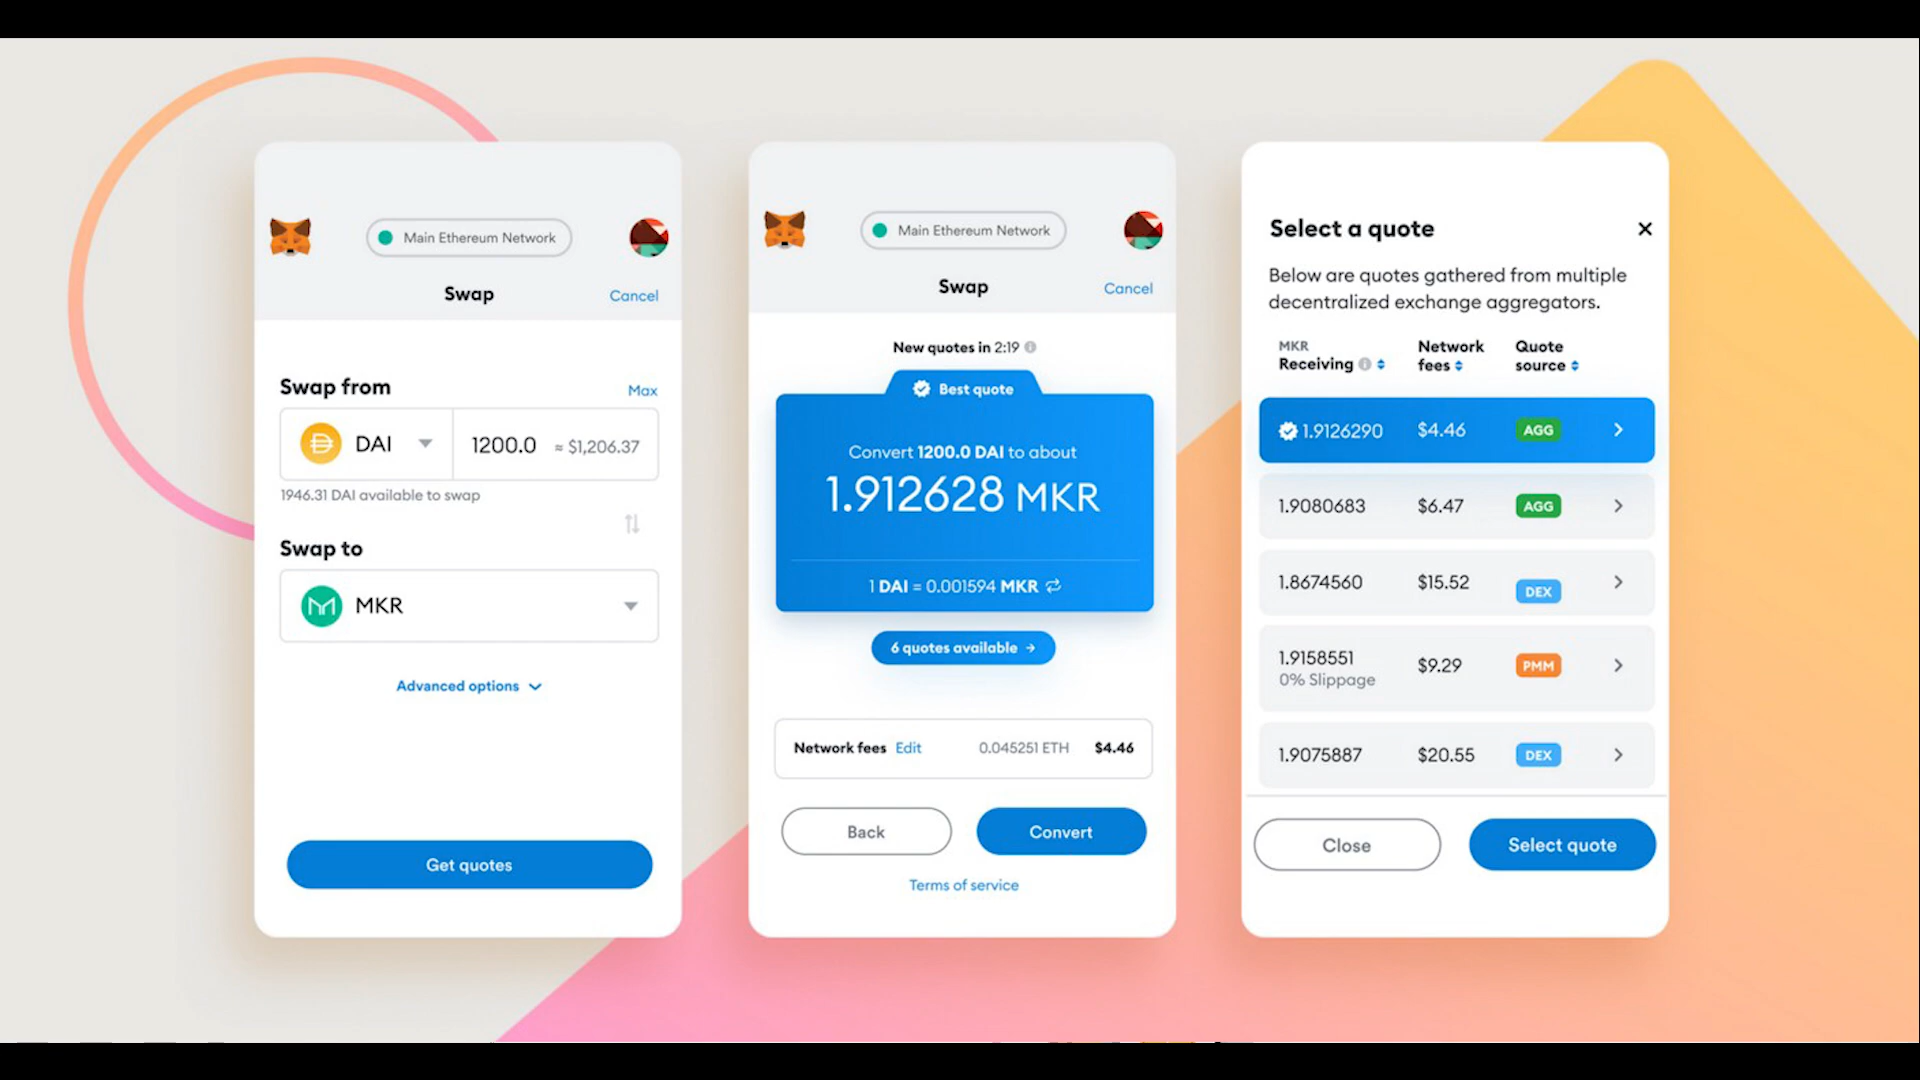 Main Ethereum Network
Swap
Cancel
Swap from
Max
DAI
1200.0 ≈ $1,206.37
1946.31 DAI available to swap
Swap to
MKR
Advanced options
Get quotes
Main Ethereum Network
Swap
Cancel
New quotes in 2:19
Best quote
Convert 1200.0 DAI to about
1.912628 MKR
1 DAI = 0.001594 MKR
6 quotes available →
Network fees Edit 0.045251 ETH $4.46
Back
Convert
Terms of service
Select a quote
Below are quotes gathered from multiple
decentralized exchange aggregators.
MKR
Receiving
Network
fees
Quote
source
1.9126290 $4.46 AGG
1.9080683 $6.47 AGG
1.8674560 $15.52 DEX
1.9158551 $9.29 PMM
0% Slippage
1.9075887 $20.55 DEX
Close
Select quote